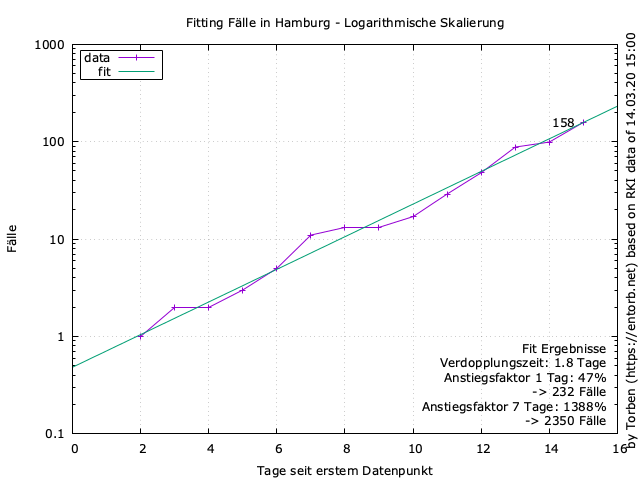 Fitting Fälle in Hamburg - Logarithmische Skalierung
1000
100
10
1
0.1
Fälle
data
fit
158
Fit Ergebnisse
Verdopplungszeit: 1.8 Tage
Anstiegsfaktor 1 Tag: 47%
-> 232 Fälle
Anstiegsfaktor 7 Tage: 1388%
-> 2350 Fälle
0 2 4 6 8 10 12 14 16
Tage seit erstem Datenpunkt
by Torben (https://entorb.net) based on RKI data of 14.03.20 15:00